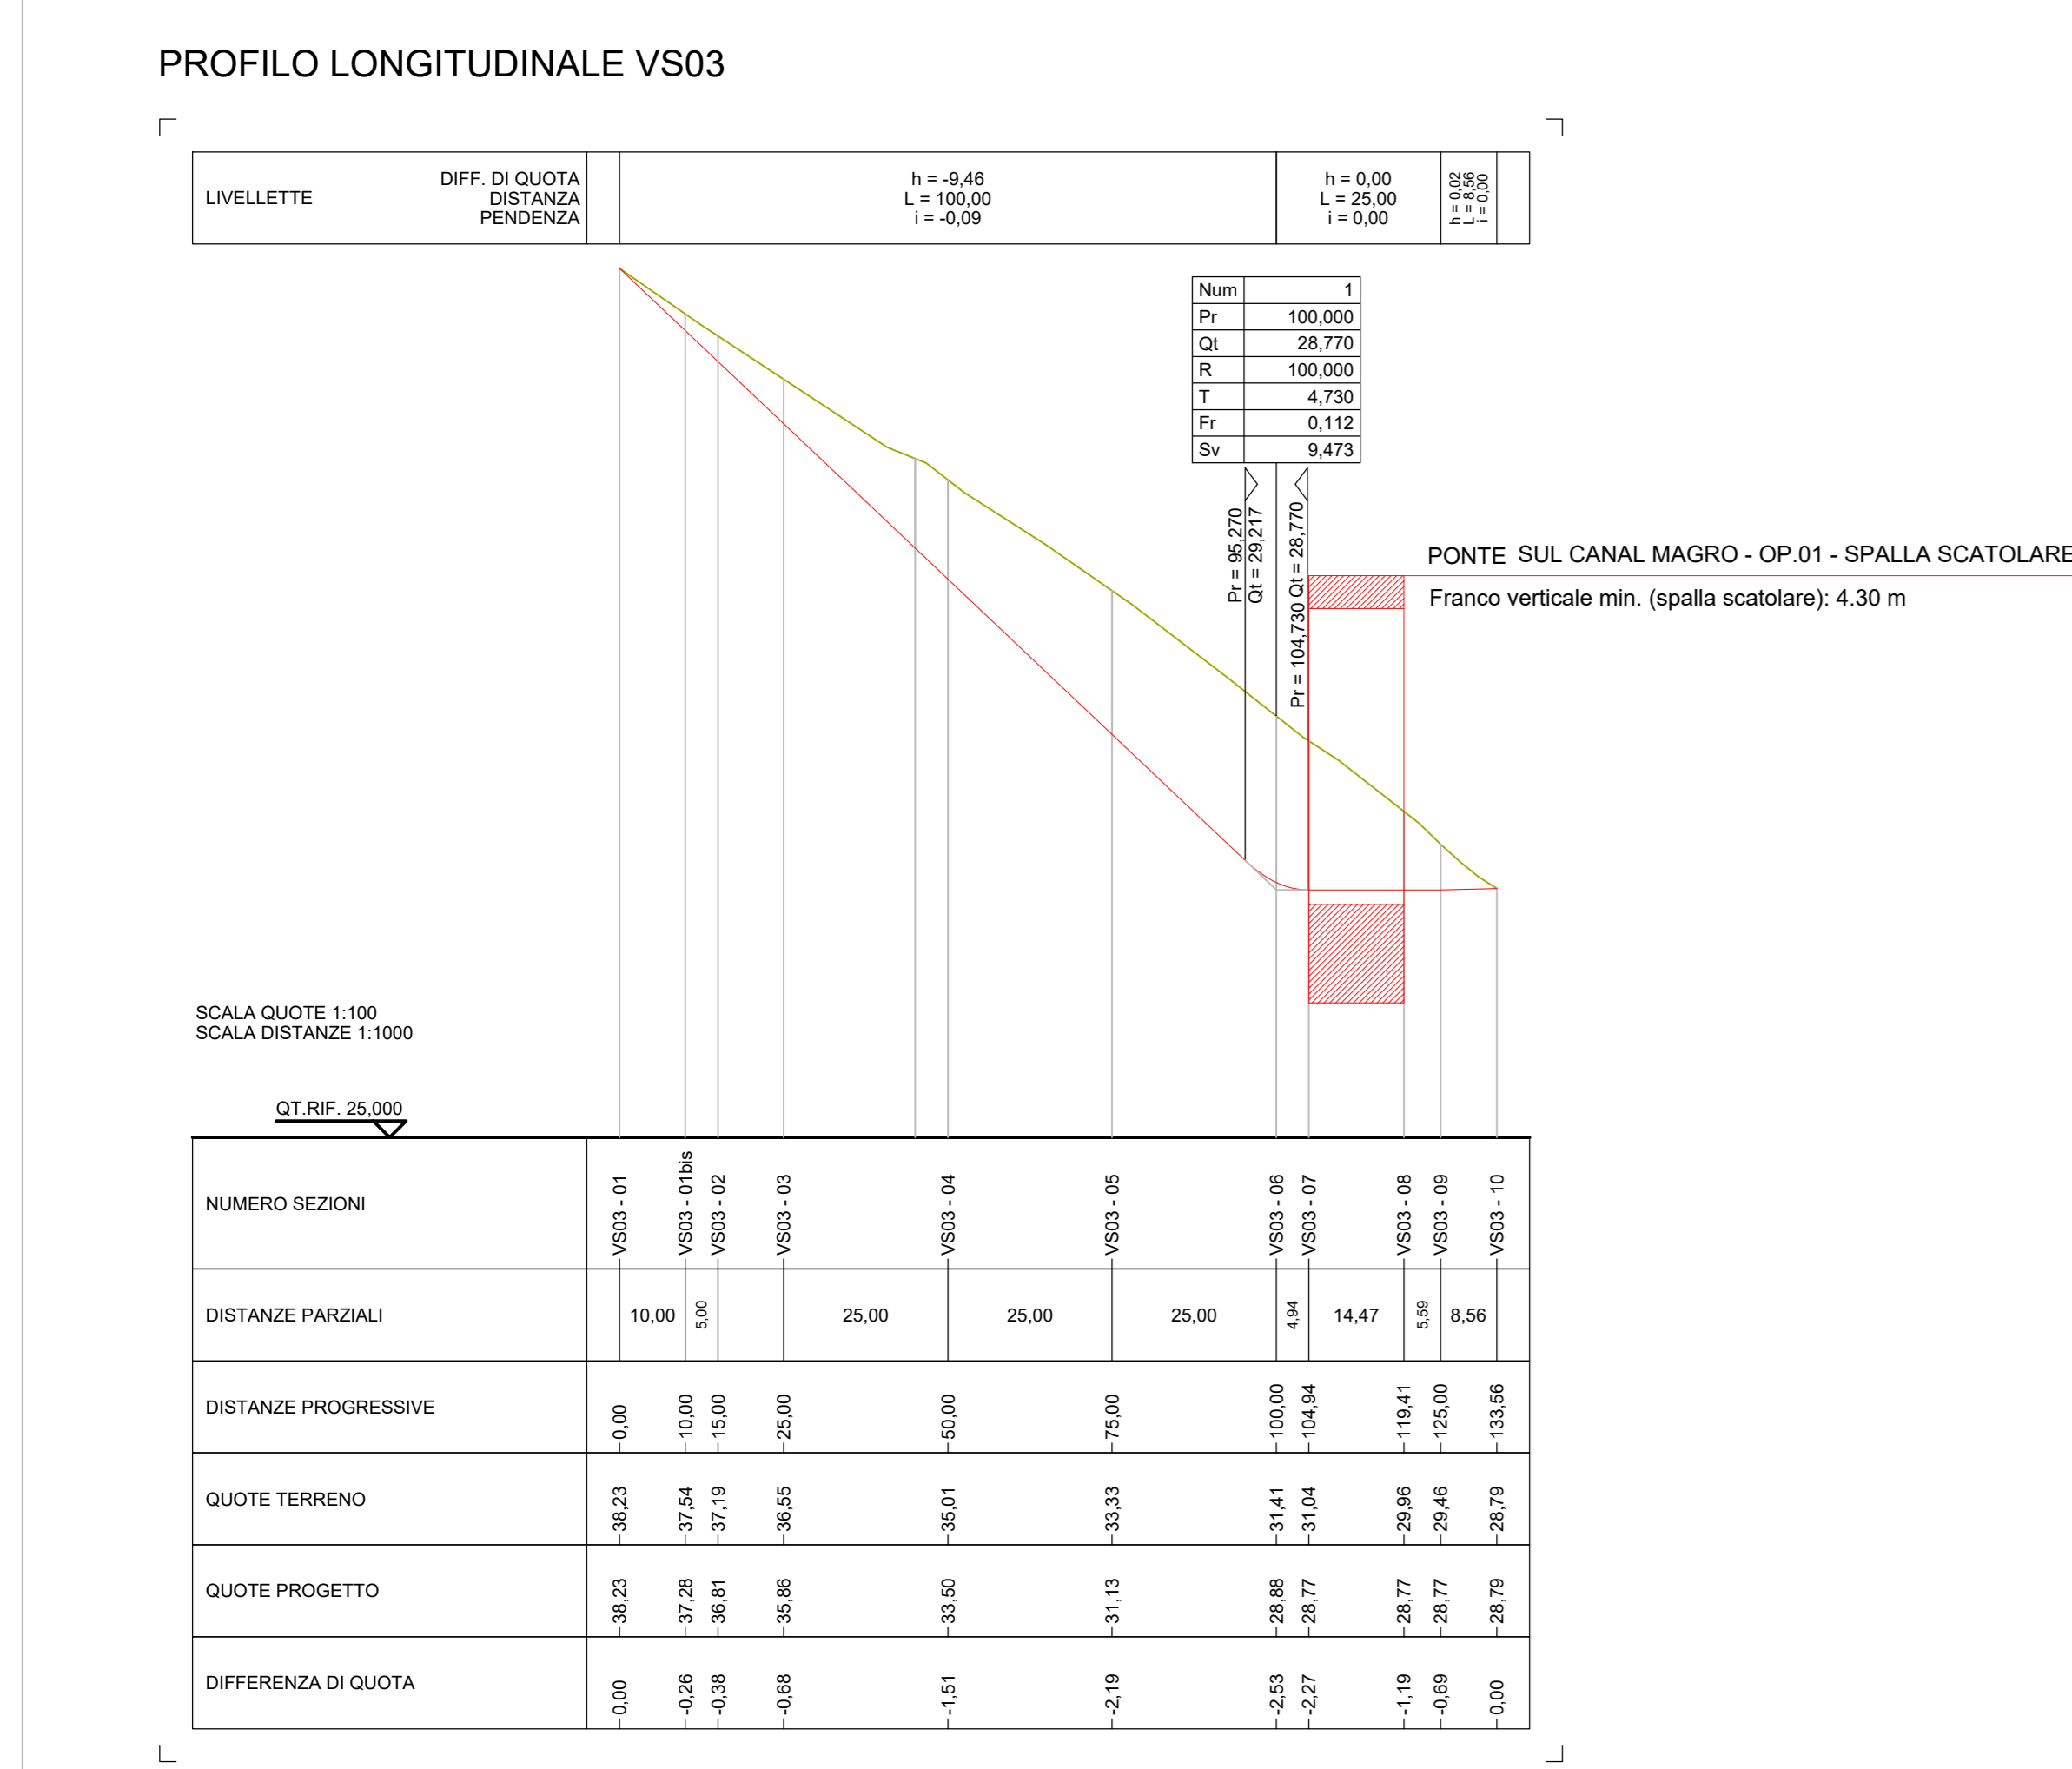 PROFILO LONGITUDINALE VS03
LIVELLETTE
DIFF. DI QUOTA
DISTANZA
PENDENZA
h = -9,46
L = 100,00
i = -0,09
h = 0,00
L = 25,00
i = 0,00
h = 0,02
L = 8,56
i = 0,00
Num 1
Pr 100,000
Qt 28,770
R 100,000
T 4,730
Fr 0,112
Sv 9,473
Pr = 95,270
Qt = 29,217
Pr = 104,730 Qt = 28,770
PONTE SUL CANAL MAGRO - OP.01 - SPALLA SCATOLARE
Franco verticale min. (spalla scatolare): 4.30 m
SCALA QUOTE 1:100
SCALA DISTANZE 1:1000
QT.RIF. 25,000
NUMERO SEZIONI
VS03 - 01
VS03 - 01bis
VS03 - 02
VS03 - 03
VS03 - 04
VS03 - 05
VS03 - 06
VS03 - 07
VS03 - 08
VS03 - 09
VS03 - 10
DISTANZE PARZIALI
10,00
5,00
25,00
25,00
25,00
4,94
14,47
5,59
8,56
DISTANZE PROGRESSIVE
0,00
10,00
15,00
25,00
50,00
75,00
100,00
104,94
119,41
125,00
133,56
QUOTE TERRENO
38,23
37,54
37,19
36,55
35,01
33,33
31,41
31,04
29,96
29,46
28,79
QUOTE PROGETTO
38,23
37,28
36,81
35,86
33,50
31,13
28,88
28,77
28,77
28,77
28,79
DIFFERENZA DI QUOTA
0,00
-0,26
-0,38
-0,68
-1,51
-2,19
-2,53
-2,27
-1,19
-0,69
0,00